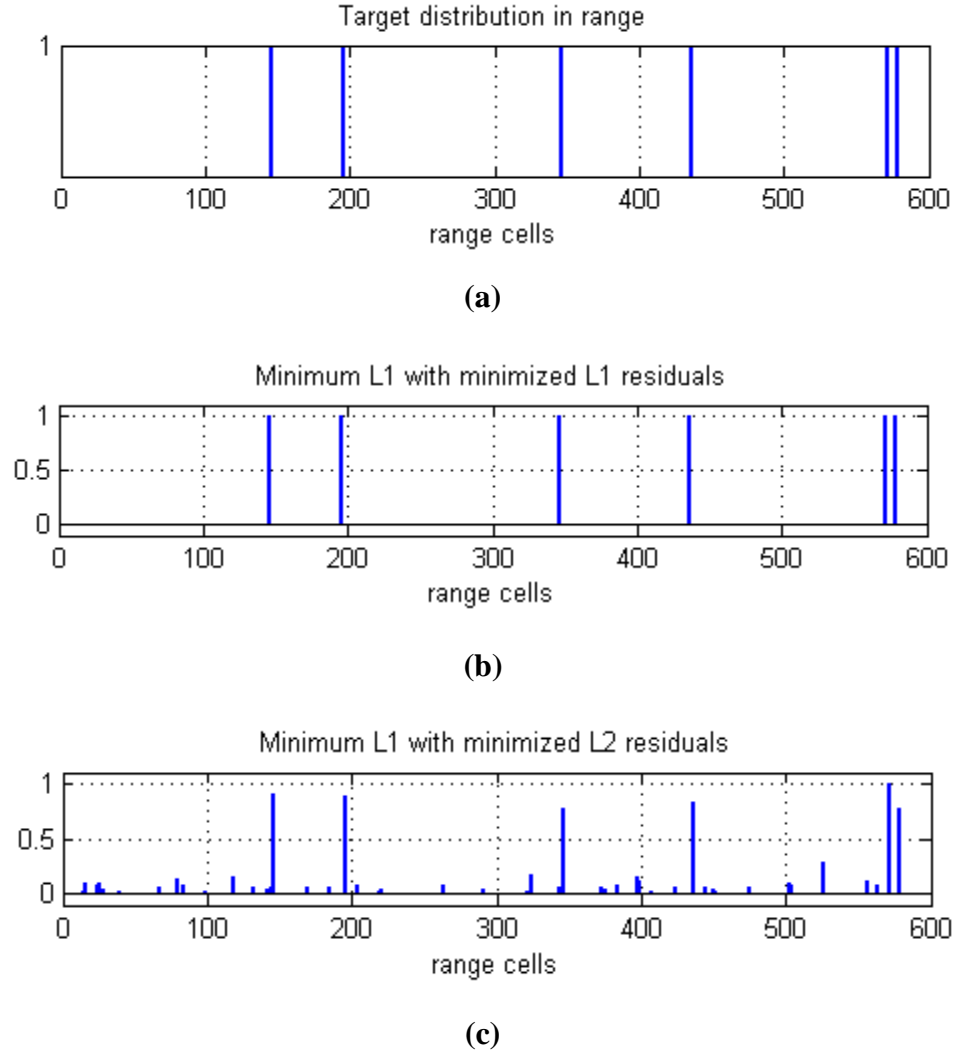 Target distribution in range
1
0 100 200 300 400 500 600
range cells
(a)
Minimum L1 with minimized L1 residuals
1
0.5
0
0 100 200 300 400 500 600
range cells
(b)
Minimum L1 with minimized L2 residuals
1
0.5
0
0 100 200 300 400 500 600
range cells
(c)